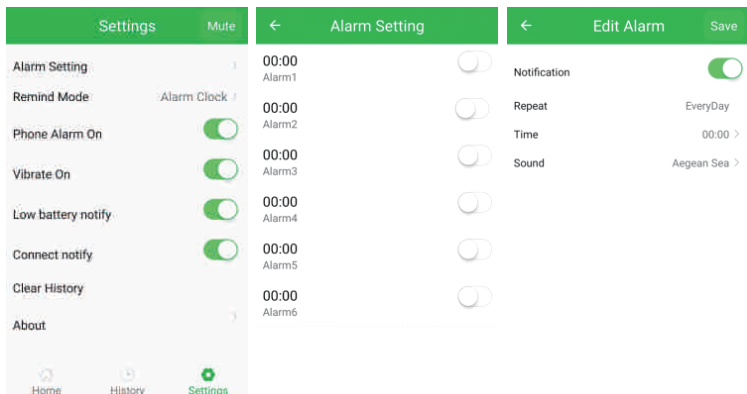 Settings Mute
Alarm Setting
Remind Mode Alarm Clock
Phone Alarm On
Vibrate On
Low battery notify
Connect notify
Clear History
About
Home History Settings
Alarm Setting
00:00
Alarm1
00:00
Alarm2
00:00
Alarm3
00:00
Alarm4
00:00
Alarm5
00:00
Alarm6
Edit Alarm Save
Notification
Repeat EveryDay
Time 00:00
Sound Aegean Sea